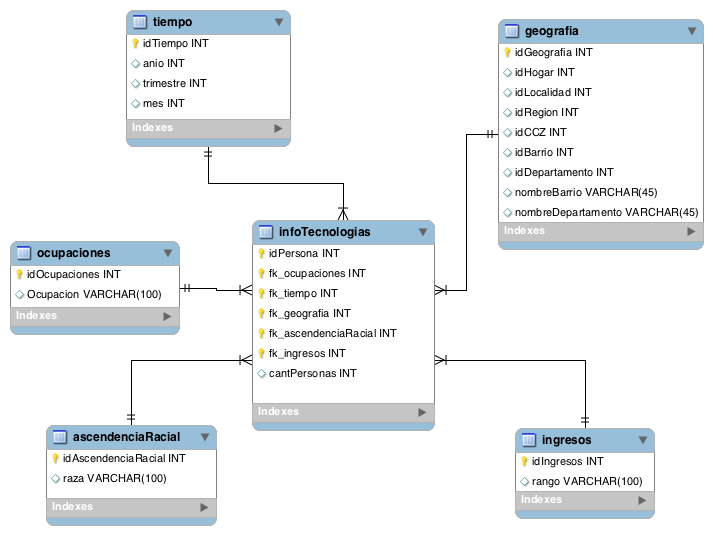 tiempo
idTiempo INT
anio INT
trimestre INT
mes INT
Indexes
geografia
idGeografia INT
idHogar INT
idLocalidad INT
idRegion INT
idCCZ INT
idBarrio INT
idDepartamento INT
nombreBarrio VARCHAR(45)
nombreDepartamento VARCHAR(45)
Indexes
ocupaciones
idOcupaciones INT
Ocupacion VARCHAR(100)
Indexes
infoTecnologias
idPersona INT
fk_ocupaciones INT
fk_tiempo INT
fk_geografia INT
fk_ascendenciaRacial INT
fk_ingresos INT
cantPersonas INT
Indexes
ascendenciaRacial
idAscendenciaRacial INT
raza VARCHAR(100)
Indexes
ingresos
idIngresos INT
rango VARCHAR(100)
Indexes